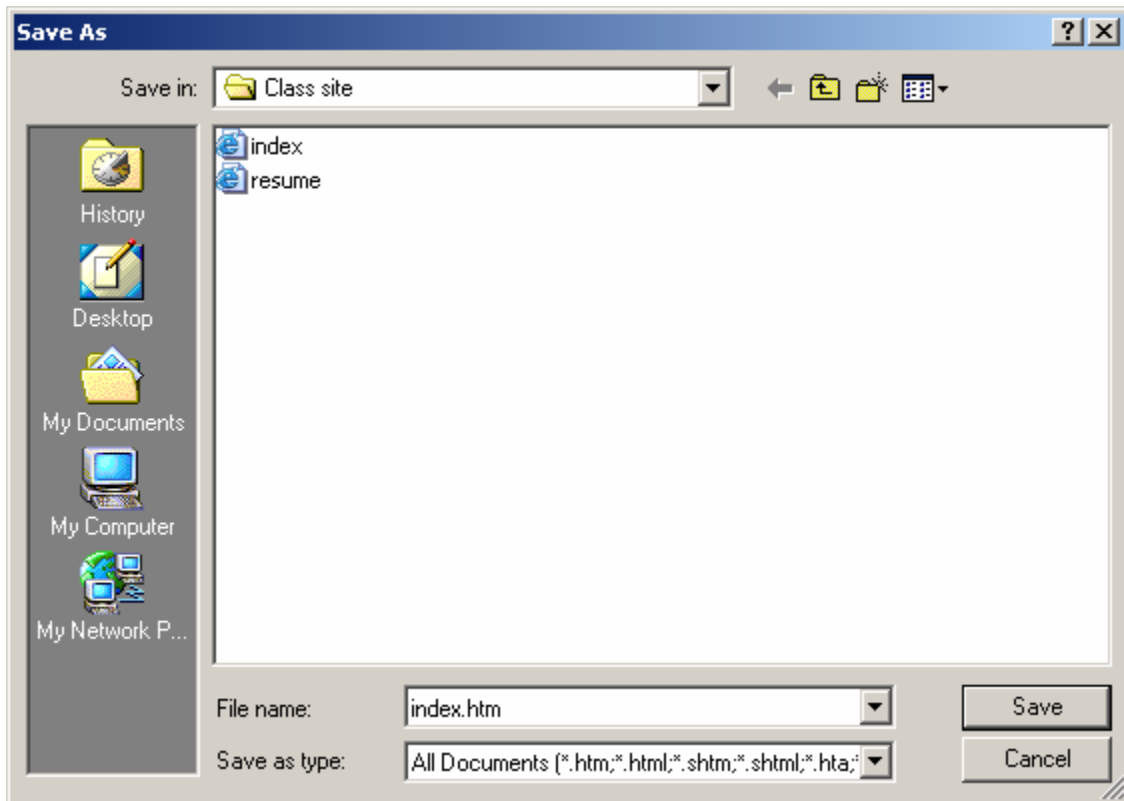 Save As
Save in: Class site
index
resume
History
Desktop
My Documents
My Computer
My Network P...
File name: index.htm Save
Save as type: All Documents (*.htm;*.html;*.shtm;*.shtml;*.hta;* Cancel